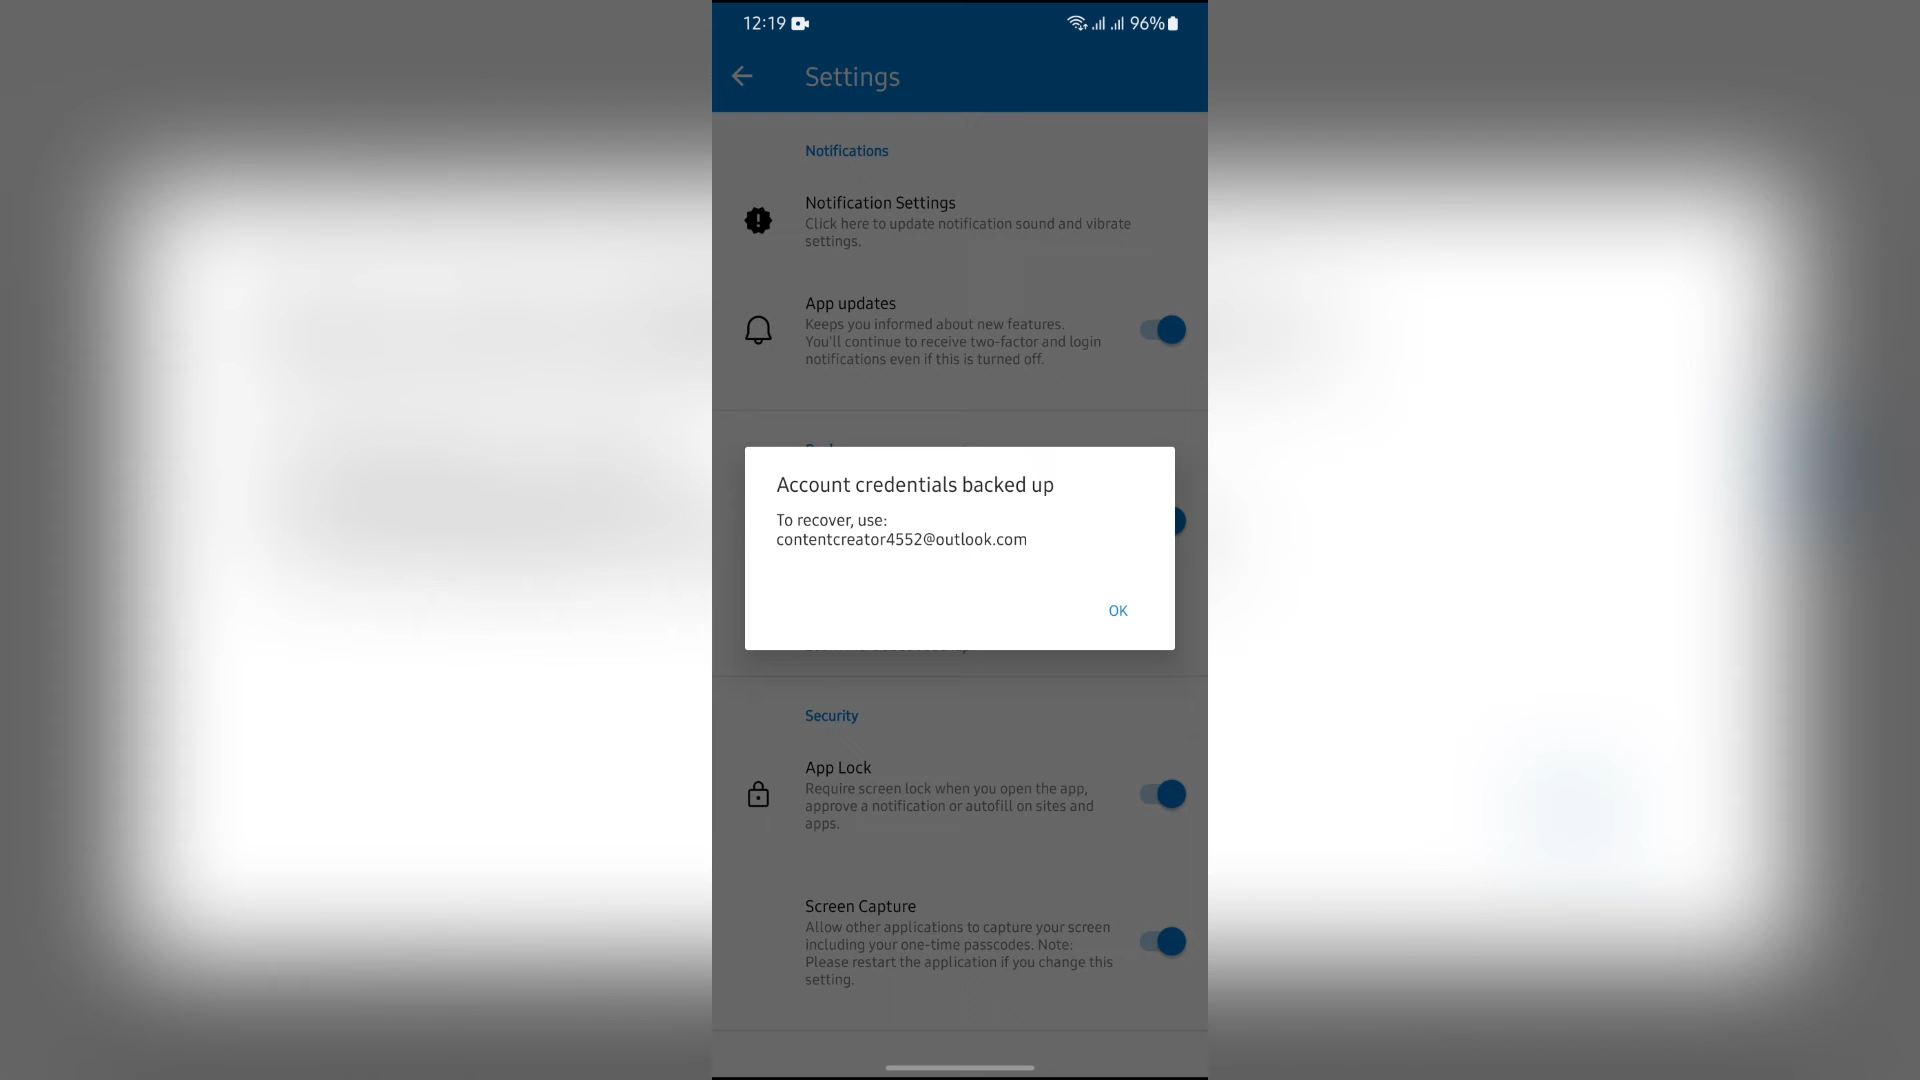 12:19
96%
Settings
Notifications
Notification Settings
Click here to update notification sound and vibrate
settings.
App updates
Keeps you informed about new features.
You'll continue to receive two-factor and login
notifications even if this is turned off.
Account credentials backed up
To recover, use:
contentcreator4552@outlook.com
OK
Security
App Lock
Require screen lock when you open the app,
approve a notification or autofill on sites and
apps.
Screen Capture
Allow other applications to capture your screen
including your one-time passcodes. Note:
Please restart the application if you change this
setting.